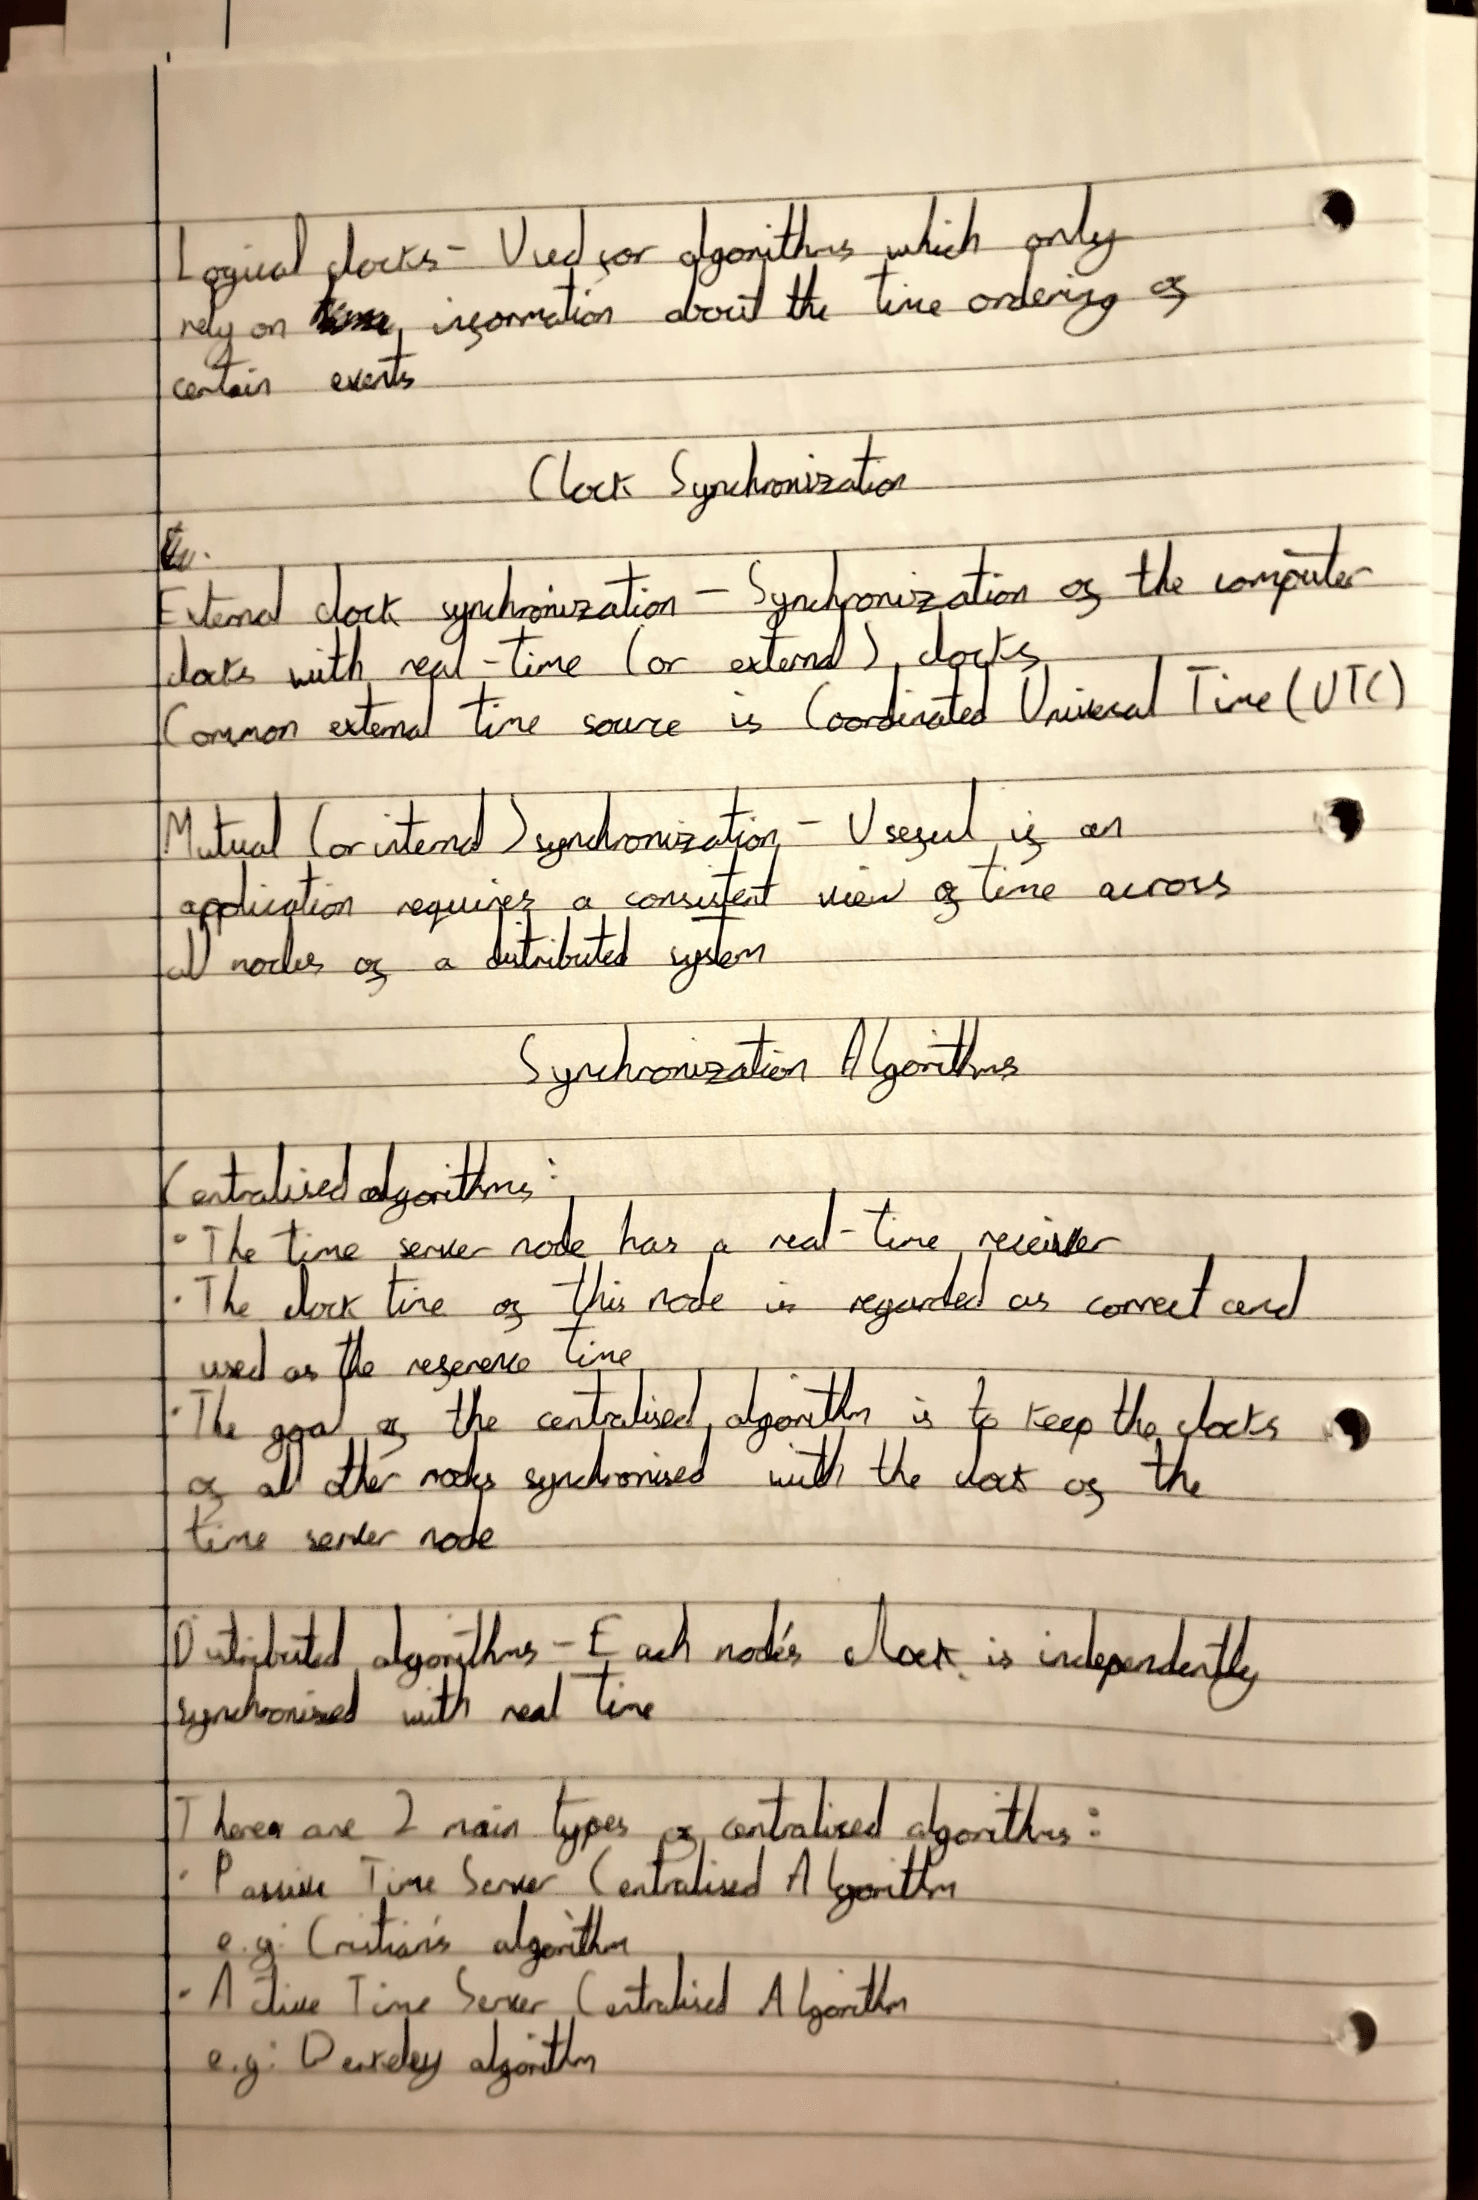 Logical clocks - Used for algorithms which only
rely on information about the time ordering of
certain events
Clock Synchronization
External clock synchronization - Synchronization of the computer
clocks with real-time (or external) clocks
Common external time source is Coordinated Universal Time (UTC)
Mutual (or internal) synchronization - Useful if an
application requires a consistent view of time across
all nodes of a distributed system
Synchronization Algorithms
Centralised algorithms:
· The time server node has a real-time receiver
· The clock time of this node is regarded as correct and
used as the reference time
· The goal of the centralised algorithm is to keep the clocks
of all other nodes synchronised with the clock of the
time server node
Distributed algorithms - Each node's clock is independently
synchronised with real time
There are 2 main types of centralised algorithms:
· Passive Time Server Centralised Algorithm
e.g: Cristian's algorithm
· Active Time Server Centralised Algorithm
e.g: Berkeley algorithm